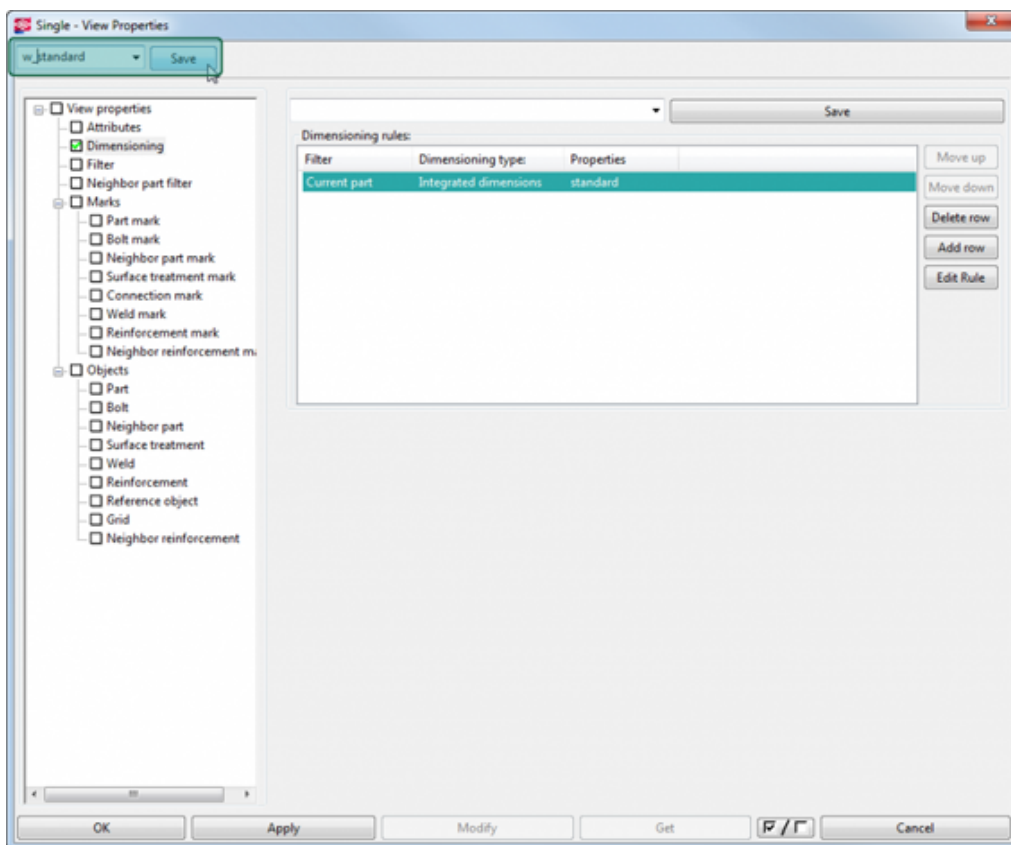 Single - View Properties
w_standard Save
View properties
Attributes
Dimensioning
Filter
Neighbor part filter
Marks
Part mark
Bolt mark
Neighbor part mark
Surface treatment mark
Connection mark
Weld mark
Reinforcement mark
Neighbor reinforcement ma
Objects
Part
Bolt
Neighbor part
Surface treatment
Weld
Reinforcement
Reference object
Grid
Neighbor reinforcement
Save
Dimensioning rules:
Filter Dimensioning type: Properties
Current part Integrated dimensions standard
Move up
Move down
Delete row
Add row
Edit Rule
OK Apply Modify Get / Cancel